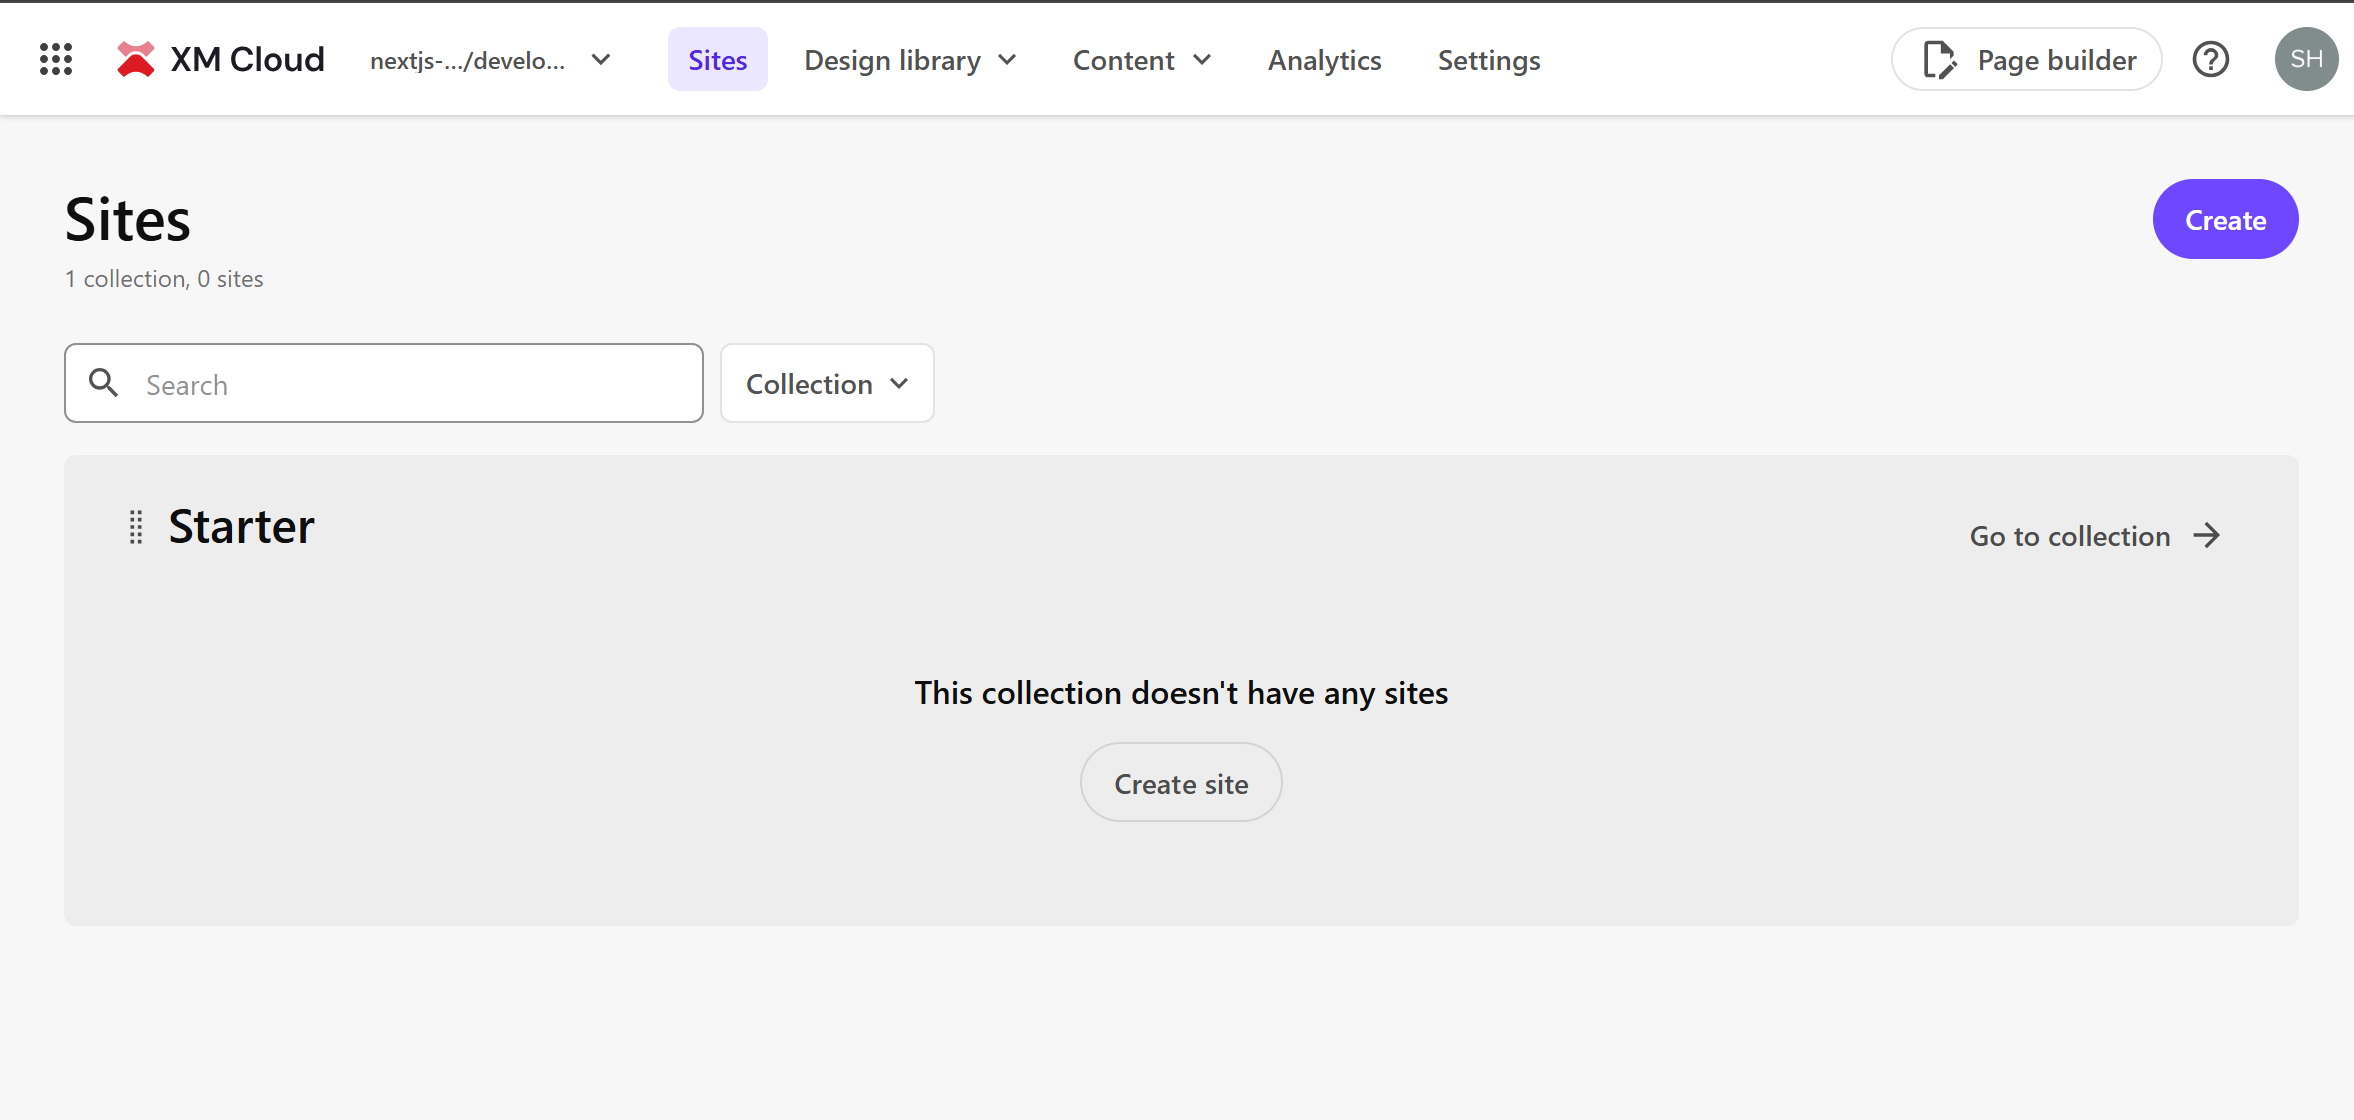 XM Cloud
nextjs-.../develo...
Sites
Design library
Content
Analytics
Settings
Page builder
SH
Sites
Create
1 collection, 0 sites
Search
Collection
Starter
Go to collection
This collection doesn't have any sites
Create site